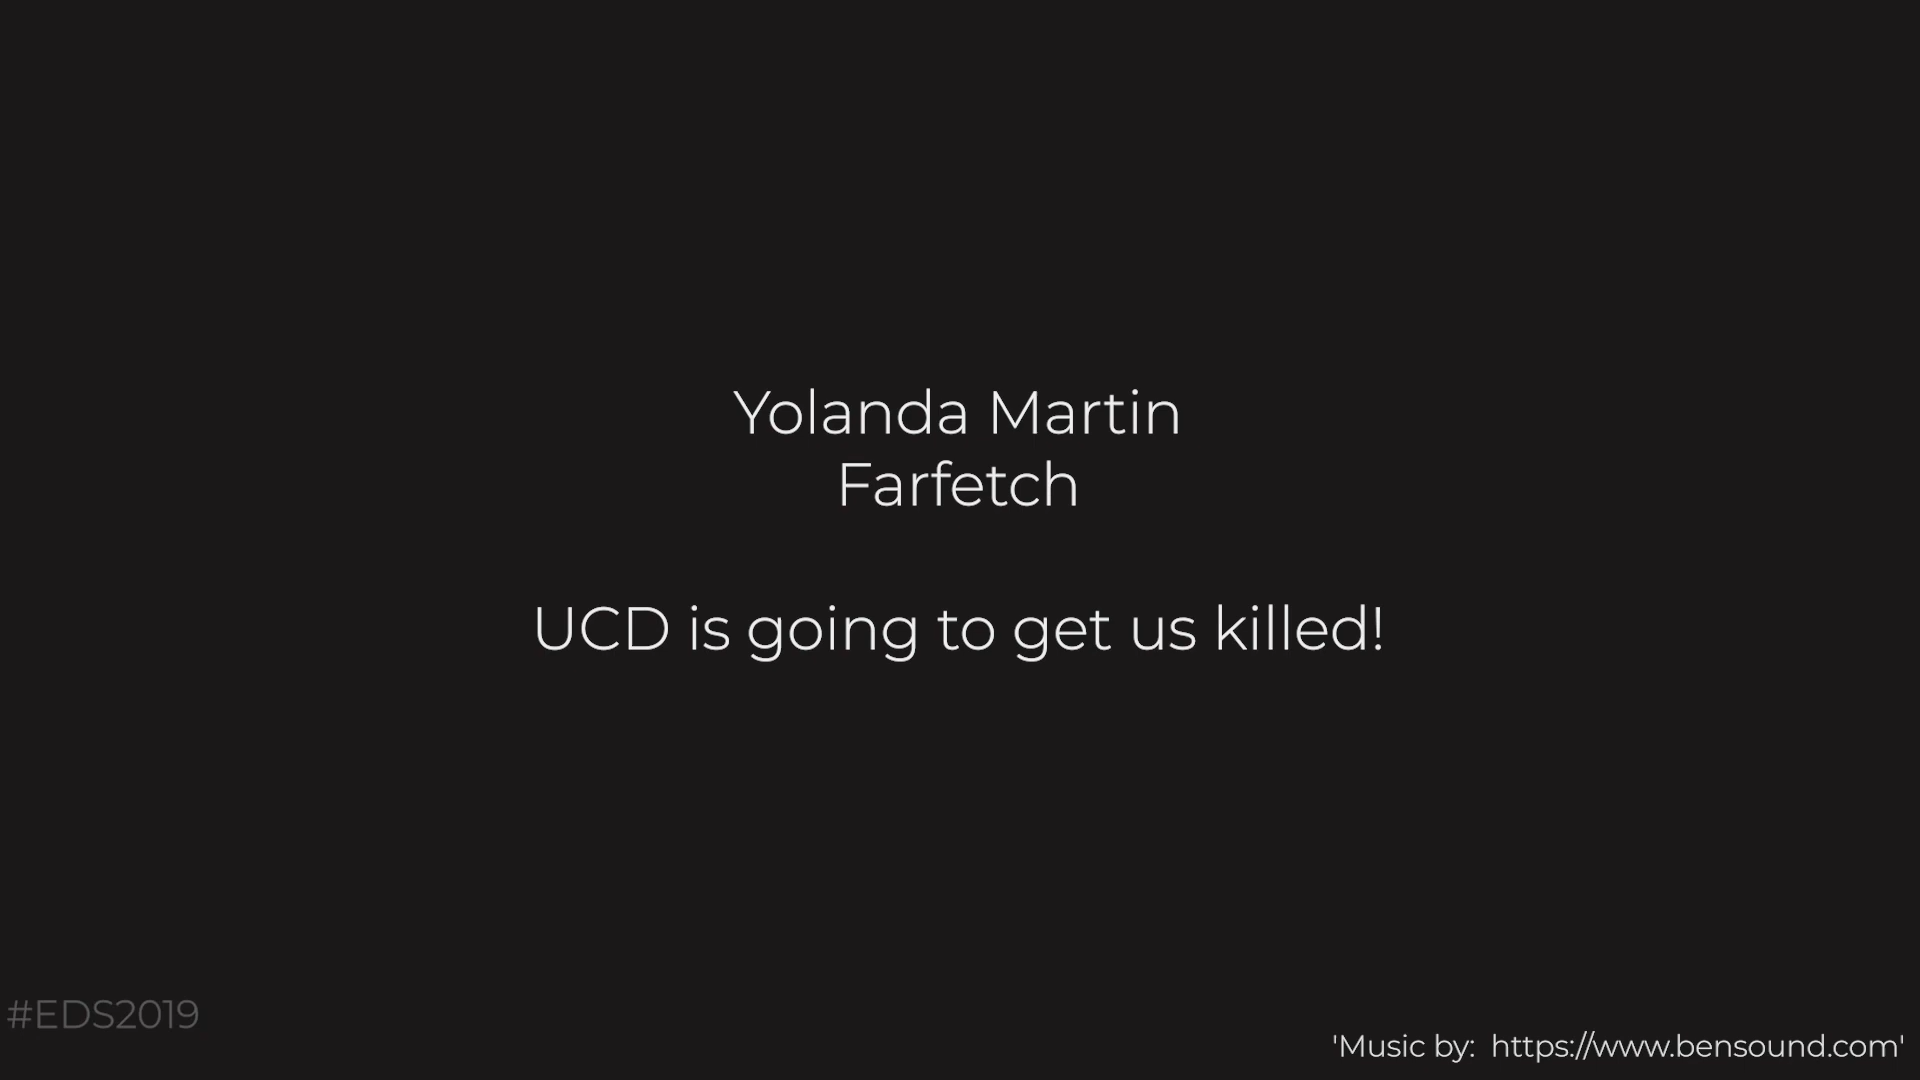 Yolanda Martin
Farfetch
UCD is going to get us killed!
#EDS2019
'Music by: https://www.bensound.com'